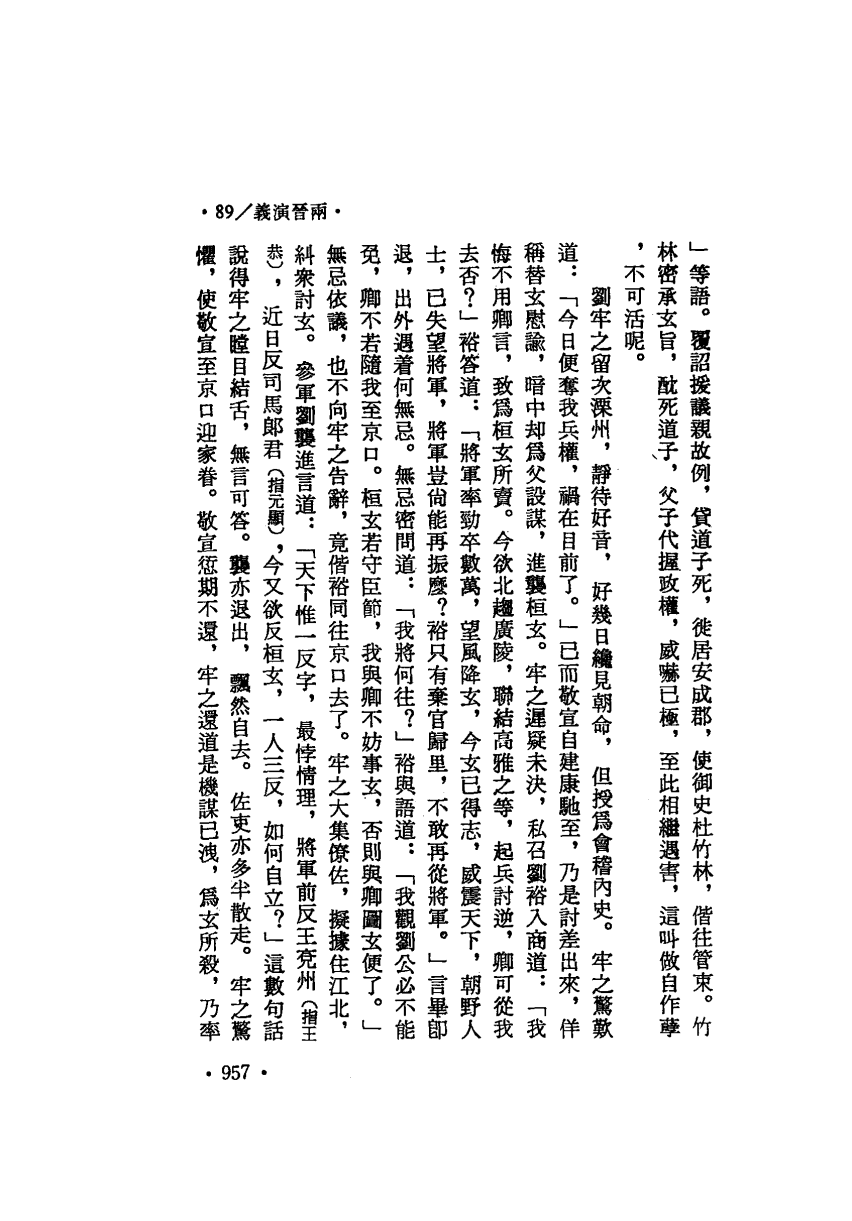 ·89／義演晉兩·
」等語。覆詔援議親故例，貸道子死，徙居安成郡，使御史杜竹林，偕往管束。竹
林密承玄旨，酖死道子，父子代握政權，威嚇已極，至此相繼遇害，這叫做自作孽
，不可活呢。
劉牢之留次溧州，靜待好音，好幾日纔見朝命，但授爲會稽內史。牢之驚歎
道：「今日便奪我兵權，禍在目前了。」已而敬宣自建康馳至，乃是討差出來，佯
稱替玄慰諭，暗中却爲父設謀，進襲桓玄。牢之遲疑未決，私召劉裕入商道：「我
悔不用卿言，致爲桓玄所賣。今欲北趨廣陵，聯結高雅之等，起兵討逆，卿可從我
去否？」裕答道：「將軍率勁卒數萬，望風降玄，今玄已得志，威震天下，朝野人
士，已失望將軍，將軍豈尙能再振麼？裕只有棄官歸里，不敢再從將軍。」言畢卽
退，出外遇着何無忌。無忌密問道：「我將何往？」裕與語道：「我觀劉公必不能
免，卿不若隨我至京口。桓玄若守臣節，我與卿不妨事玄，否則與卿圖玄便了。」
無忌依議，也不向牢之告辭，竟偕裕同往京口去了。牢之大集僚佐，擬據住江北，
糾衆討玄。參軍劉襲進言道：「天下惟一反字，最悖情理，將軍前反王兗州（指王
恭），近日反司馬郎君（指元顯），今又欲反桓玄，一人三反，如何自立？」這數句話
說得牢之瞠目結舌，無言可答。襲亦退出，飄然自去。佐吏亦多半散走。牢之驚
懼，使敬宣至京口迎家眷。敬宣愆期不還，牢之還道是機謀已洩，爲玄所殺，乃率
·957·